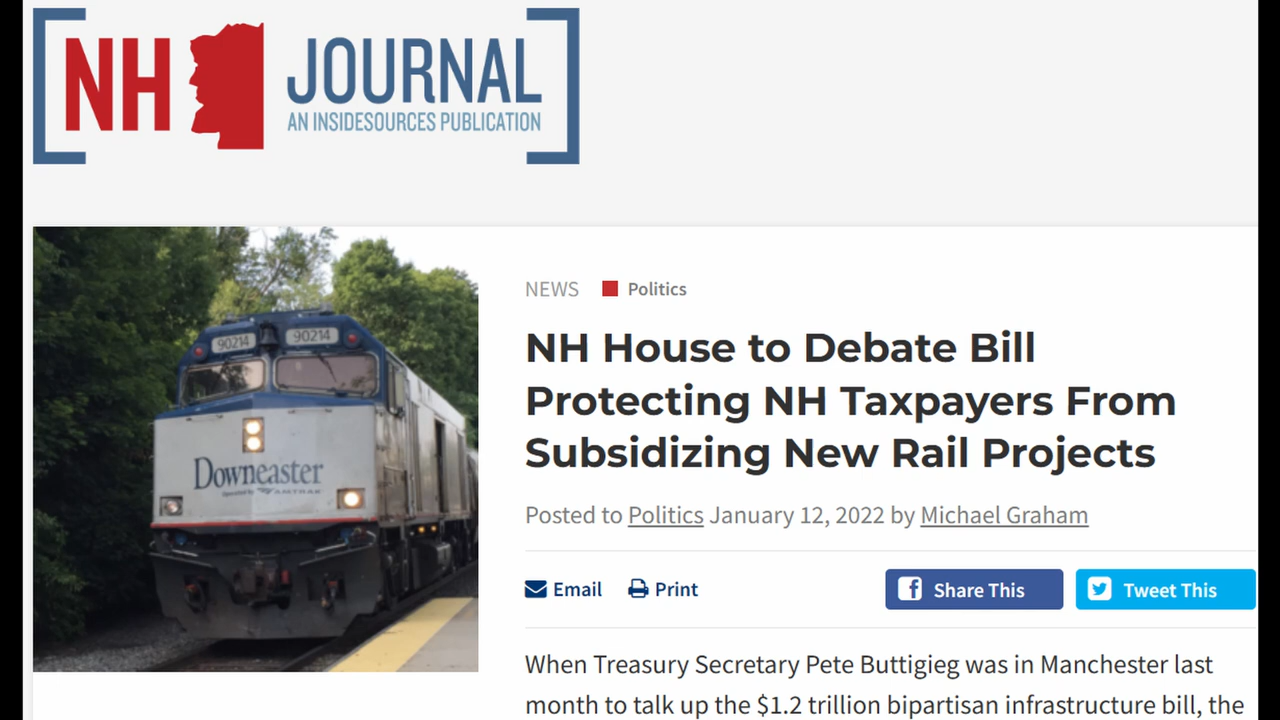 NH JOURNAL
AN INSIDESOURCES PUBLICATION
90214 90214
Downeaster
Operated by AMTRAK
NEWS Politics
NH House to Debate Bill
Protecting NH Taxpayers From
Subsidizing New Rail Projects
Posted to Politics January 12, 2022 by Michael Graham
Email Print Share This Tweet This
When Treasury Secretary Pete Buttigieg was in Manchester last
month to talk up the $1.2 trillion bipartisan infrastructure bill, the